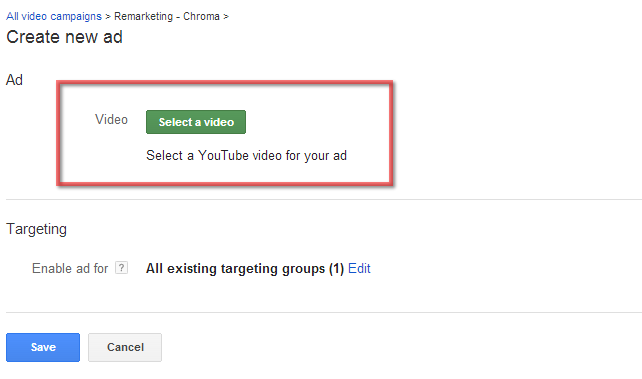 All video campaigns > Remarketing - Chroma >
Create new ad
Ad
Video Select a video
Select a YouTube video for your ad
Targeting
Enable ad for ? All existing targeting groups (1) Edit
Save Cancel